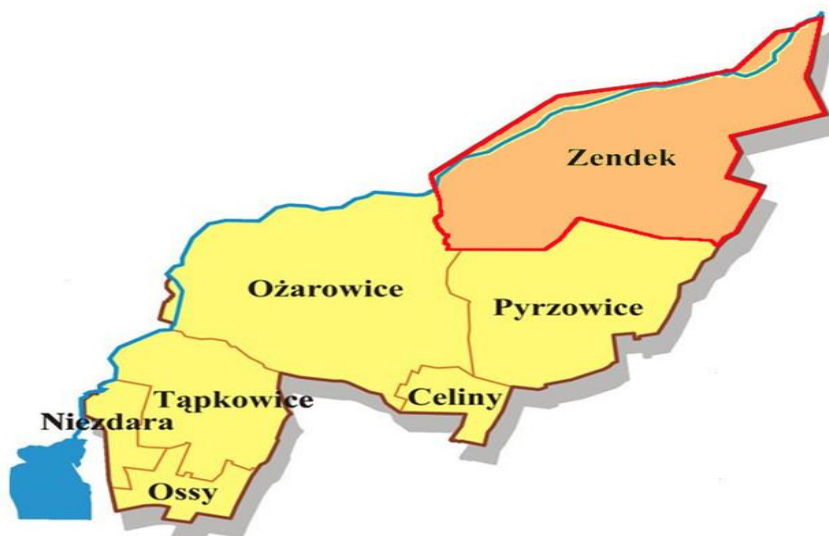 Zendek
Ożarowice
Pyrzowice
Tąpkowice
Celiny
Niezdara
Ossy